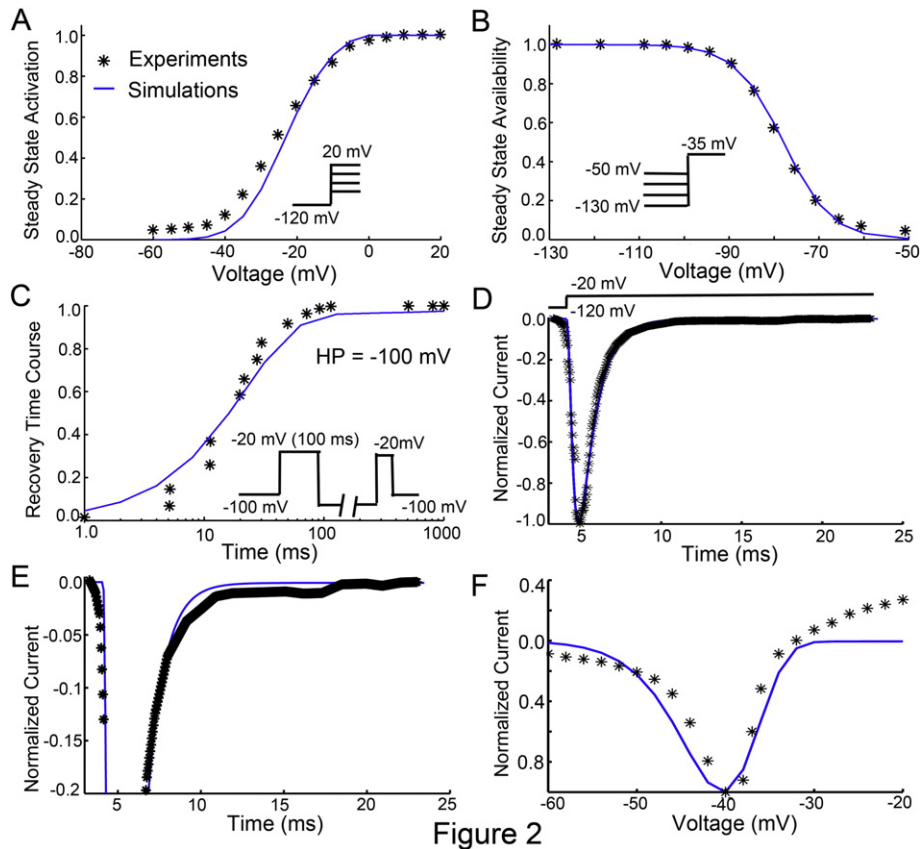 A
Steady State Activation
1.0
0.8
0.6
0.4
0.2
0.0
Experiments
Simulations
20 mV
-120 mV
-80 -60 -40 -20 0 20
Voltage (mV)
B
Steady State Availability
1.0
0.8
0.6
0.4
0.2
0.0
-35 mV
-50 mV
-130 mV
-130 -110 -90 -70 -50
Voltage (mV)
C
Recovery Time Course
1.0
0.8
0.6
0.4
0.2
0.0
HP = -100 mV
-20 mV (100 ms) -20mV
-100 mV -100 mV
1.0 10 100 1000
Time (ms)
D
-20 mV
-120 mV
Normalized Current
0
-0.2
-0.4
-0.6
-0.8
-1.0
5 10 15 20 25
Time (ms)
E
Normalized Current
0.00
-0.05
-0.1
-0.15
-0.2
5 10 15 20 25
Time (ms)
F
Normalized Current
0.4
0.0
0.4
0.8
-60 -50 -40 -30 -20
Voltage (mV)
Figure 2